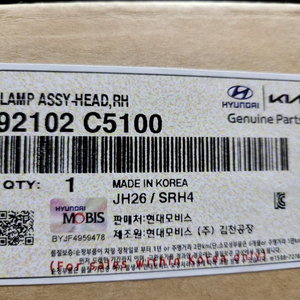 LAMP ASSY-HEAD,RH
92102 C5100
HYUNDAI
KIA
Genuine Parts
QTY: 1
MADE IN KOREA
JH26 / SRH4
HYUNDAI
MOBIS
BYJF4959478
판매처:현대모비스
제조원:현대모비스 (주) 김천공장